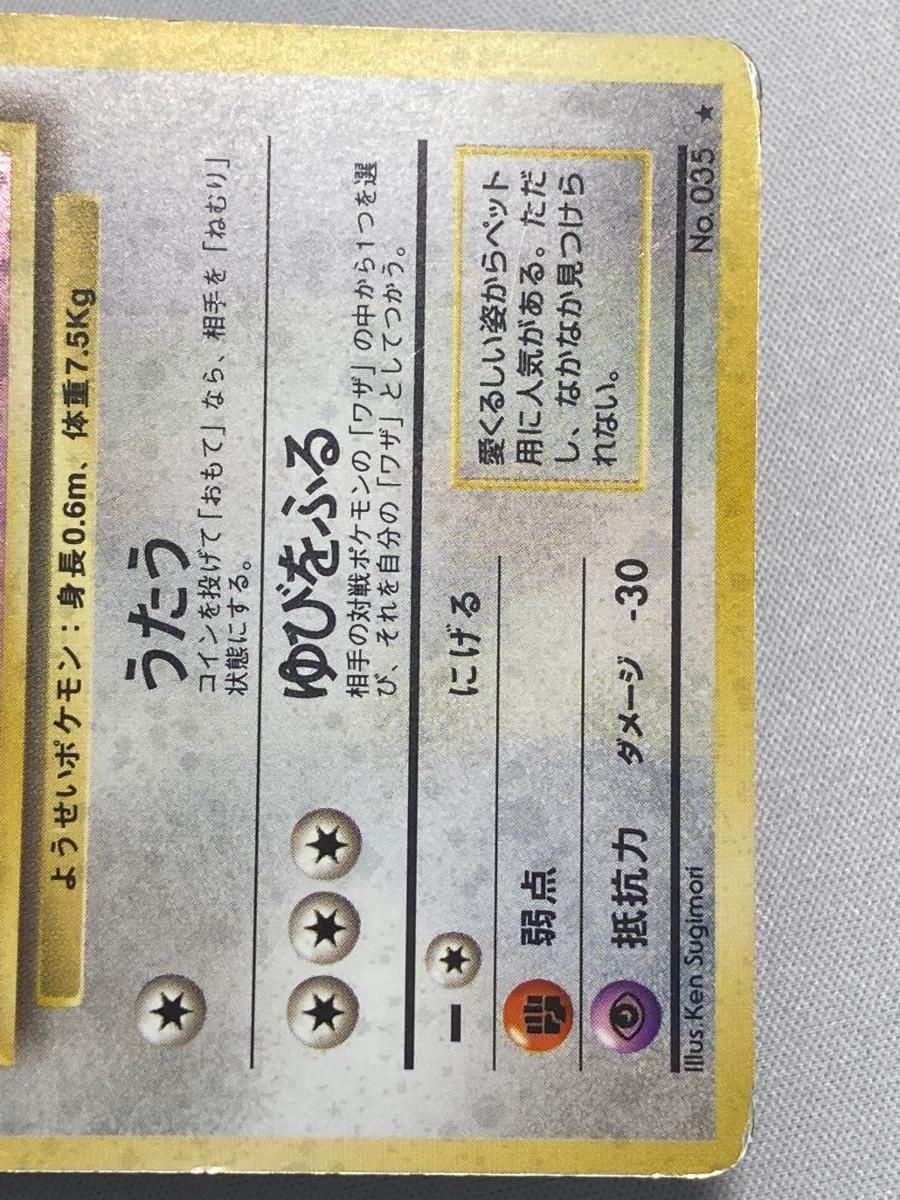 ようせいポケモン：身長0.6m、体重7.5Kg
うたう
コインを投げて「おもて」なら、相手を「ねむり」
状態にする。
ゆびをふる
相手の対戦ポケモンの「ワザ」の中から1つを選
び、それを自分の「ワザ」としてつかう。
ー にげる
弱点
抵抗力 ダメージ -30
愛くるしい姿からペット
用に人気がある。ただ
し、なかなか見つけら
れない。
Illus.Ken Sugimori
No.035 ★